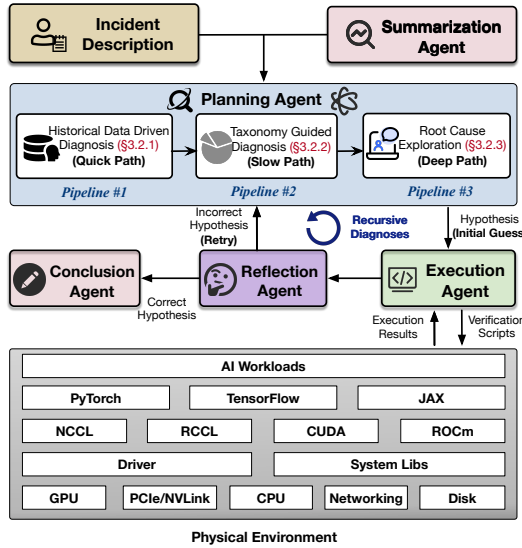 Incident
Description
Summarization
Agent
Planning Agent
Historical Data Driven
Diagnosis (§3.2.1)
(Quick Path)
Taxonomy Guided
Diagnosis (§3.2.2)
(Slow Path)
Root Cause
Exploration (§3.2.3)
(Deep Path)
Pipeline #1
Pipeline #2
Pipeline #3
Incorrect
Hypothesis
(Retry)
Recursive
Diagnoses
Hypothesis
(Initial Guess
Conclusion
Agent
Reflection
Agent
Execution
Agent
Correct
Hypothesis
Execution
Results
Verification
Scripts
AI Workloads
PyTorch
TensorFlow
JAX
NCCL
RCCL
CUDA
ROCm
Driver
System Libs
GPU
PCIe/NVLink
CPU
Networking
Disk
Physical Environment